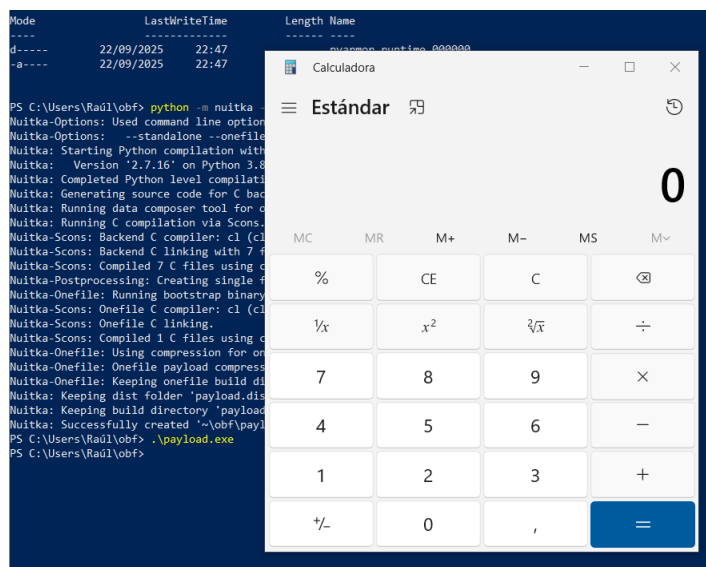 Mode LastWriteTime Length Name
---- ------------- ------ ----
d----- 22/09/2025 22:47
-a---- 22/09/2025 22:47
PS C:\Users\Raúl\obf> python -m nuitka -
Nuitka-Options: Used command line option
Nuitka-Options: --standalone --onefile
Nuitka: Starting Python compilation with
Nuitka: Version '2.7.16' on Python 3.8
Nuitka: Completed Python level compilati
Nuitka: Generating source code for C bac
Nuitka: Running data composer tool for o
Nuitka: Running C compilation via Scons.
Nuitka-Scons: Backend C compiler: cl (cl
Nuitka-Scons: Backend C linking with 7 f
Nuitka-Scons: Compiled 7 C files using c
Nuitka-Postprocessing: Creating single f
Nuitka-Onefile: Running bootstrap binary
Nuitka-Scons: Onefile C compiler: cl (cl
Nuitka-Scons: Onefile C linking.
Nuitka-Scons: Compiled 1 C files using c
Nuitka-Onefile: Using compression for on
Nuitka-Onefile: Onefile payload compress
Nuitka-Onefile: Keeping onefile build di
Nuitka: Keeping dist folder 'payload.dis
Nuitka: Keeping build directory 'payload
Nuitka: Successfully created '~\obf\payl
PS C:\Users\Raúl\obf> .\payload.exe
PS C:\Users\Raúl\obf>
Calculadora
Estándar
0
MC MR M+ M− MS M
% CE C
¹/x x² ²√x ÷
7 8 9 ×
4 5 6 −
1 2 3 +
+/− 0 , =